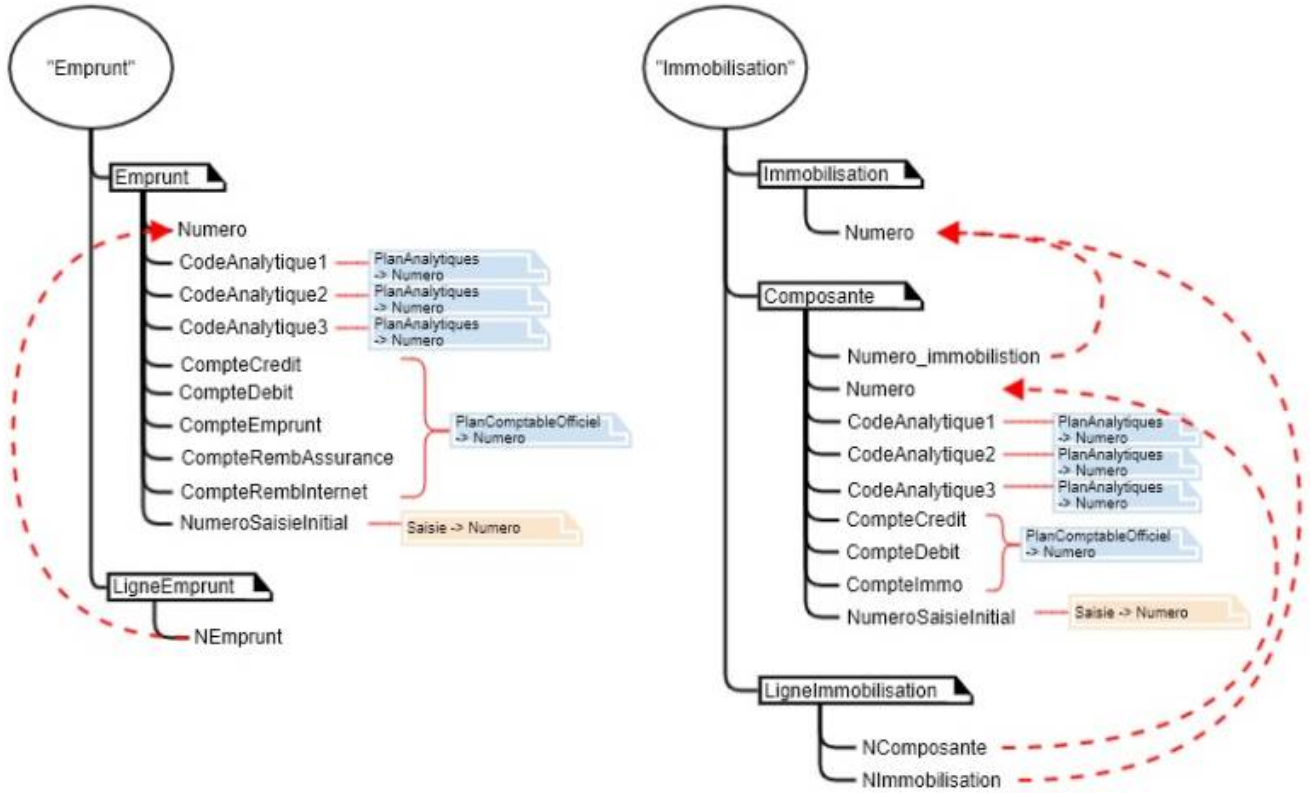 "Emprunt"
Emprunt
Numero
CodeAnalytique1
PlanAnalytiques
-> Numero
CodeAnalytique2
PlanAnalytiques
-> Numero
CodeAnalytique3
PlanAnalytiques
-> Numero
CompteCredit
CompteDebit
CompteEmprunt
CompteRembAssurance
CompteRembInternet
PlanComptableOfficiel
-> Numero
NumeroSaisieInitial
Saisie -> Numero
LigneEmprunt
NEmprunt
"Immobilisation"
Immobilisation
Numero
Composante
Numero_immobilistion
Numero
CodeAnalytique1
PlanAnalytiques
-> Numero
CodeAnalytique2
PlanAnalytiques
-> Numero
CodeAnalytique3
PlanAnalytiques
-> Numero
CompteCredit
CompteDebit
CompteImmo
PlanComptableOfficiel
-> Numero
NumeroSaisieInitial
Saisie -> Numero
LigneImmobilisation
NComposante
NImmobilisation